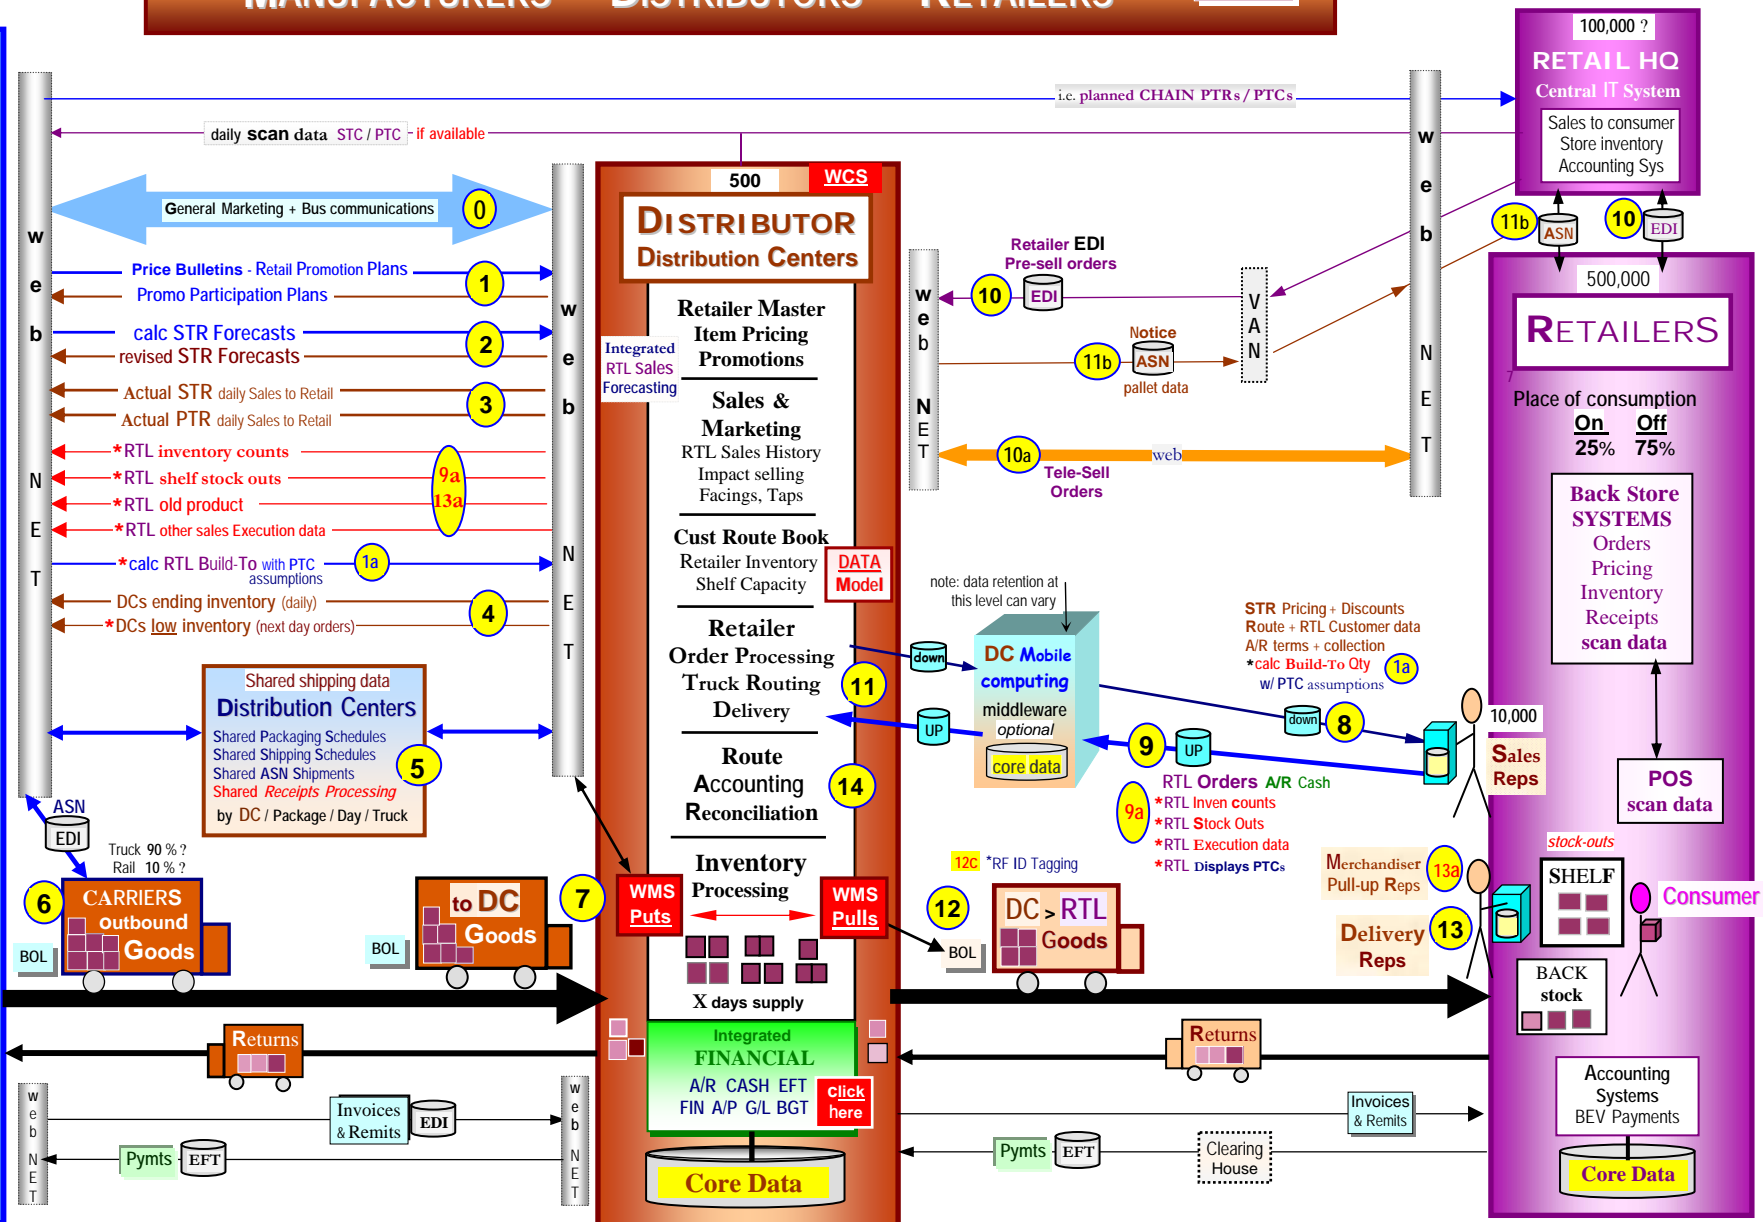 MANUFACTURERS DISTRIBUTORS RETAILERS
100,000 ?
RETAIL HQ
Central IT System
Sales to consumer
Store inventory
Accounting Sys
i.e. planned CHAIN PTRs / PTCs
daily scan data STC / PTC if available
web NET
web NET
web NET
web NET
General Marketing + Bus communications
0
Price Bulletins - Retail Promotion Plans
Promo Participation Plans
1
calc STR Forecasts
revised STR Forecasts
2
Actual STR daily Sales to Retail
Actual PTR daily Sales to Retail
3
*RTL inventory counts
*RTL shelf stock outs
*RTL old product
*RTL other sales Execution data
9a
13a
*calc RTL Build-To with PTC
assumptions
1a
DCs ending inventory (daily)
*DCs low inventory (next day orders)
4
Shared shipping data
Distribution Centers
Shared Packaging Schedules
Shared Shipping Schedules
Shared ASN Shipments
Shared Receipts Processing
by DC / Package / Day / Truck
5
ASN
EDI
Truck 90 % ?
Rail 10 % ?
6
CARRIERS
outbound
Goods
BOL
to DC
Goods
BOL
7
500
WCS
DISTRIBUTOR
Distribution Centers
Retailer Master
Item Pricing
Promotions
Integrated
RTL Sales
Forecasting
Sales &
Marketing
RTL Sales History
Impact selling
Facings, Taps
Cust Route Book
Retailer Inventory
Shelf Capacity
DATA
Model
Retailer
Order Processing
Truck Routing
Delivery
11
Route
Accounting
Reconciliation
14
Inventory
Processing
WMS
Puts
WMS
Pulls
X days supply
Integrated
FINANCIAL
A/R CASH EFT
FIN A/P G/L BGT
click
here
Core Data
Retailer EDI
Pre-sell orders
10
EDI
VAN
11b
Notice
ASN
pallet data
10a
web
Tele-Sell
Orders
11b
ASN
10
EDI
note: data retention at
this level can vary
down
DC Mobile
computing
middleware
optional
core data
UP
STR Pricing + Discounts
Route + RTL Customer data
A/R terms + collection
*calc Build-To Qty
w/ PTC assumptions
1a
down
8
9
UP
RTL Orders A/R Cash
9a
*RTL Inven counts
*RTL Stock Outs
*RTL Execution data
*RTL Displays PTCs
10,000
Sales
Reps
12c
*RF ID Tagging
12
BOL
DC > RTL
Goods
Merchandiser
Pull-up Reps
13a
Delivery
Reps
13
500,000
RETAILERS
7
Place of consumption
On Off
25% 75%
Back Store
SYSTEMS
Orders
Pricing
Inventory
Receipts
scan data
POS
scan data
stock-outs
SHELF
Consumer
BACK
stock
Accounting
Systems
BEV Payments
Core Data
Returns
Returns
web NET
web NET
Invoices
& Remits
EDI
Pymts
EFT
Invoices
& Remits
Pymts
EFT
Clearing
House